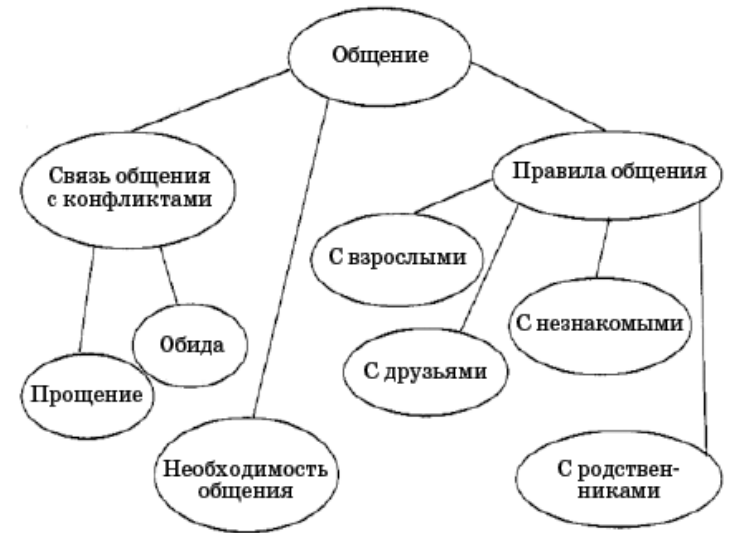 Общение
Связь общения
с конфликтами
Правила общения
С взрослыми
С незнакомыми
Обида
С друзьями
Прощение
Необходимость
общения
С родствен-
никами